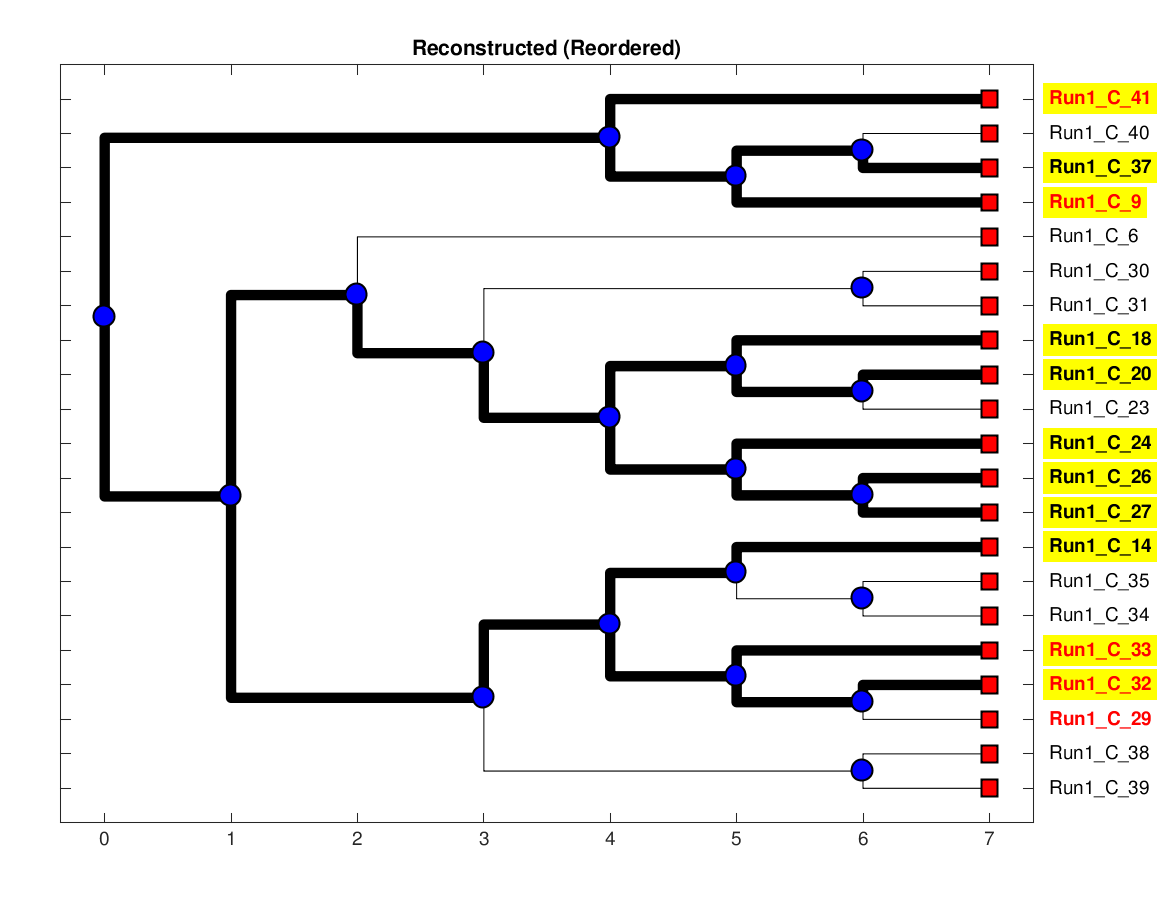 Reconstructed (Reordered)
Run1_C_41
Run1_C_40
Run1_C_37
Run1_C_9
Run1_C_6
Run1_C_30
Run1_C_31
Run1_C_18
Run1_C_20
Run1_C_23
Run1_C_24
Run1_C_26
Run1_C_27
Run1_C_14
Run1_C_35
Run1_C_34
Run1_C_33
Run1_C_32
Run1_C_29
Run1_C_38
Run1_C_39
0 1 2 3 4 5 6 7